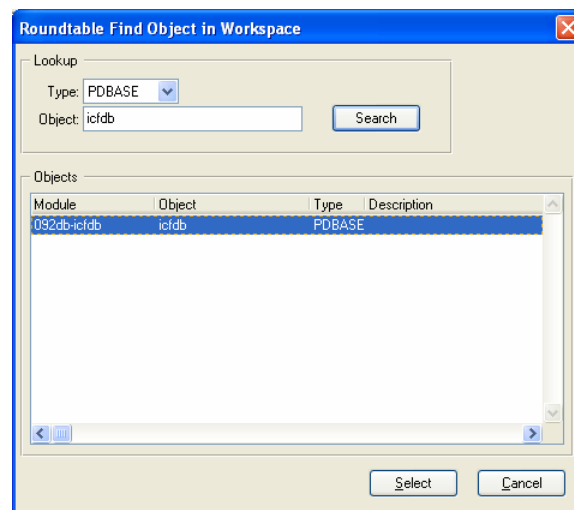 Roundtable Find Object in Workspace
Lookup
Type: PDBASE
Object: icfdb Search
Objects
Module Object Type Description
092db-icfdb icfdb PDBASE
Select Cancel